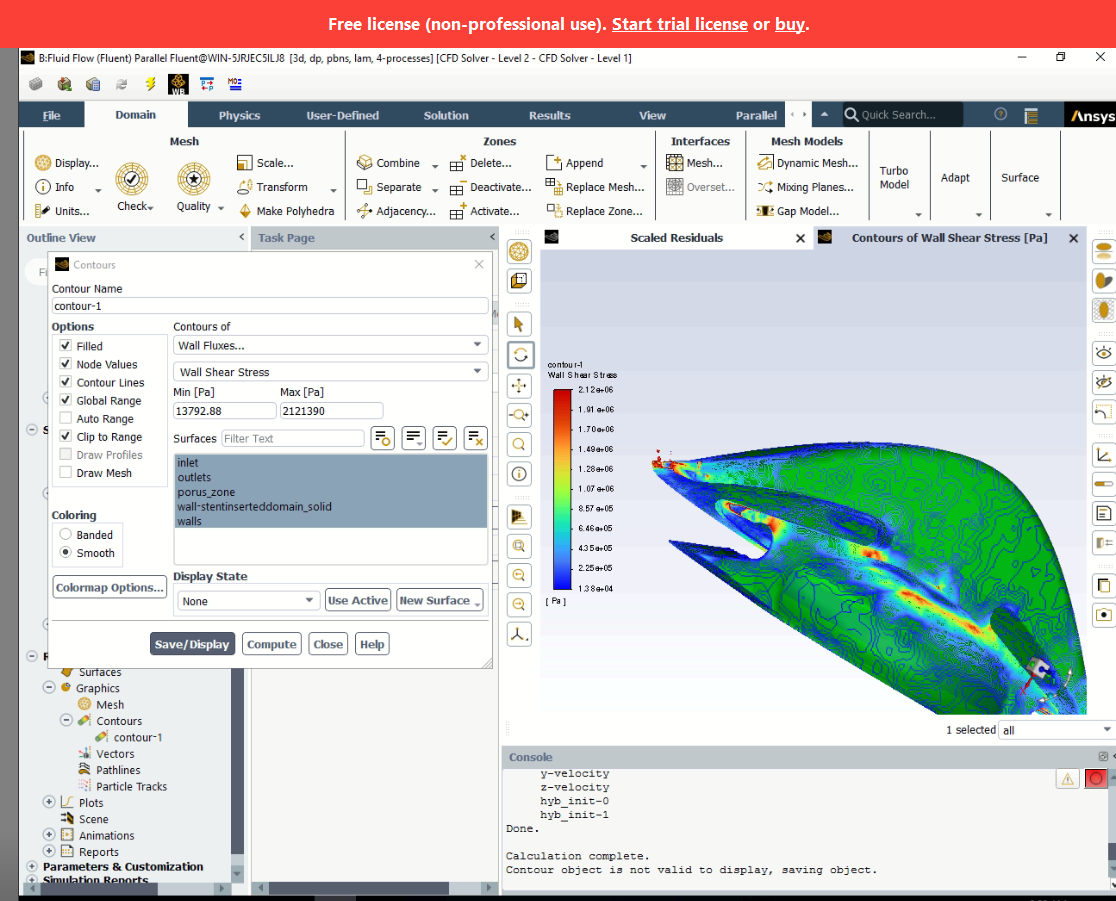 Free license (non-professional use). Start trial license or buy.
B:Fluid Flow (Fluent) Parallel Fluent@WIN-5JRJEC5ILJ8 [3d, dp, pbns, lam, 4-processes] [CFD Solver - Level 2 - CFD Solver - Level 1]
File Domain Physics User-Defined Solution Results View Parallel Quick Search... Ansys
Mesh Zones Interfaces Mesh Models
Display... Scale... Combine Delete... Append Mesh... Dynamic Mesh...
Info Transform Separate Deactivate... Replace Mesh... Overset... Mixing Planes... Turbo Model Adapt Surface
Units... Check Quality Make Polyhedra Adjacency... Activate... Replace Zone... Gap Model...
Outline View < Task Page <
Scaled Residuals
Contours of Wall Shear Stress [Pa]
Contours
Contour Name
contour-1
Options
Filled
Node Values
Contour Lines
Global Range
Auto Range
Clip to Range
Draw Profiles
Draw Mesh
Coloring
Banded
Smooth
Colormap Options...
Contours of
Wall Fluxes...
Wall Shear Stress
Min [Pa] Max [Pa]
13792.88 2121390
Surfaces Filter Text
inlet
outlets
porus_zone
wall-stentinserteddomain_solid
walls
Display State
None Use Active New Surface
Save/Display Compute Close Help
Surfaces
Graphics
Mesh
Contours
contour-1
Vectors
Pathlines
Particle Tracks
Plots
Scene
Animations
Reports
Parameters & Customization
Simulation Reports
contour-1
Wall Shear Stress
2.12e+06
1.91e+06
1.70e+06
1.49e+06
1.28e+06
1.07e+06
8.57e+05
6.46e+05
4.35e+05
2.25e+05
1.38e+04
[Pa]
1 selected all
Console
y-velocity
z-velocity
hyb_init-0
hyb_init-1
Done.
Calculation complete.
Contour object is not valid to display, saving object.